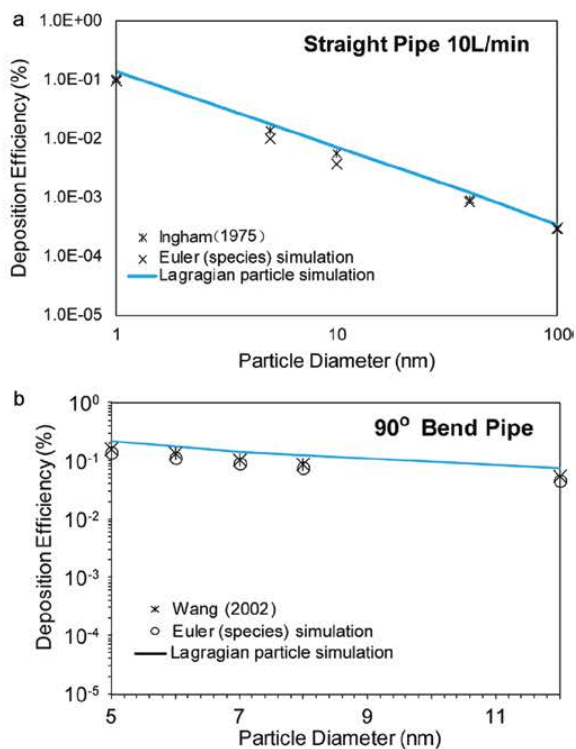 a
Straight Pipe 10L/min
1.0E+00
1.0E-01
1.0E-02
1.0E-03
1.0E-04
1.0E-05
Deposition Efficiency (%)
Ingham(1975)
Euler (species) simulation
Lagragian particle simulation
1 10 100
Particle Diameter (nm)
b
90° Bend Pipe
10⁰
10⁻¹
10⁻²
10⁻³
10⁻⁴
10⁻⁵
Deposition Efficiency (%)
Wang (2002)
Euler (species) simulation
Lagragian particle simulation
5 7 9 11
Particle Diameter (nm)